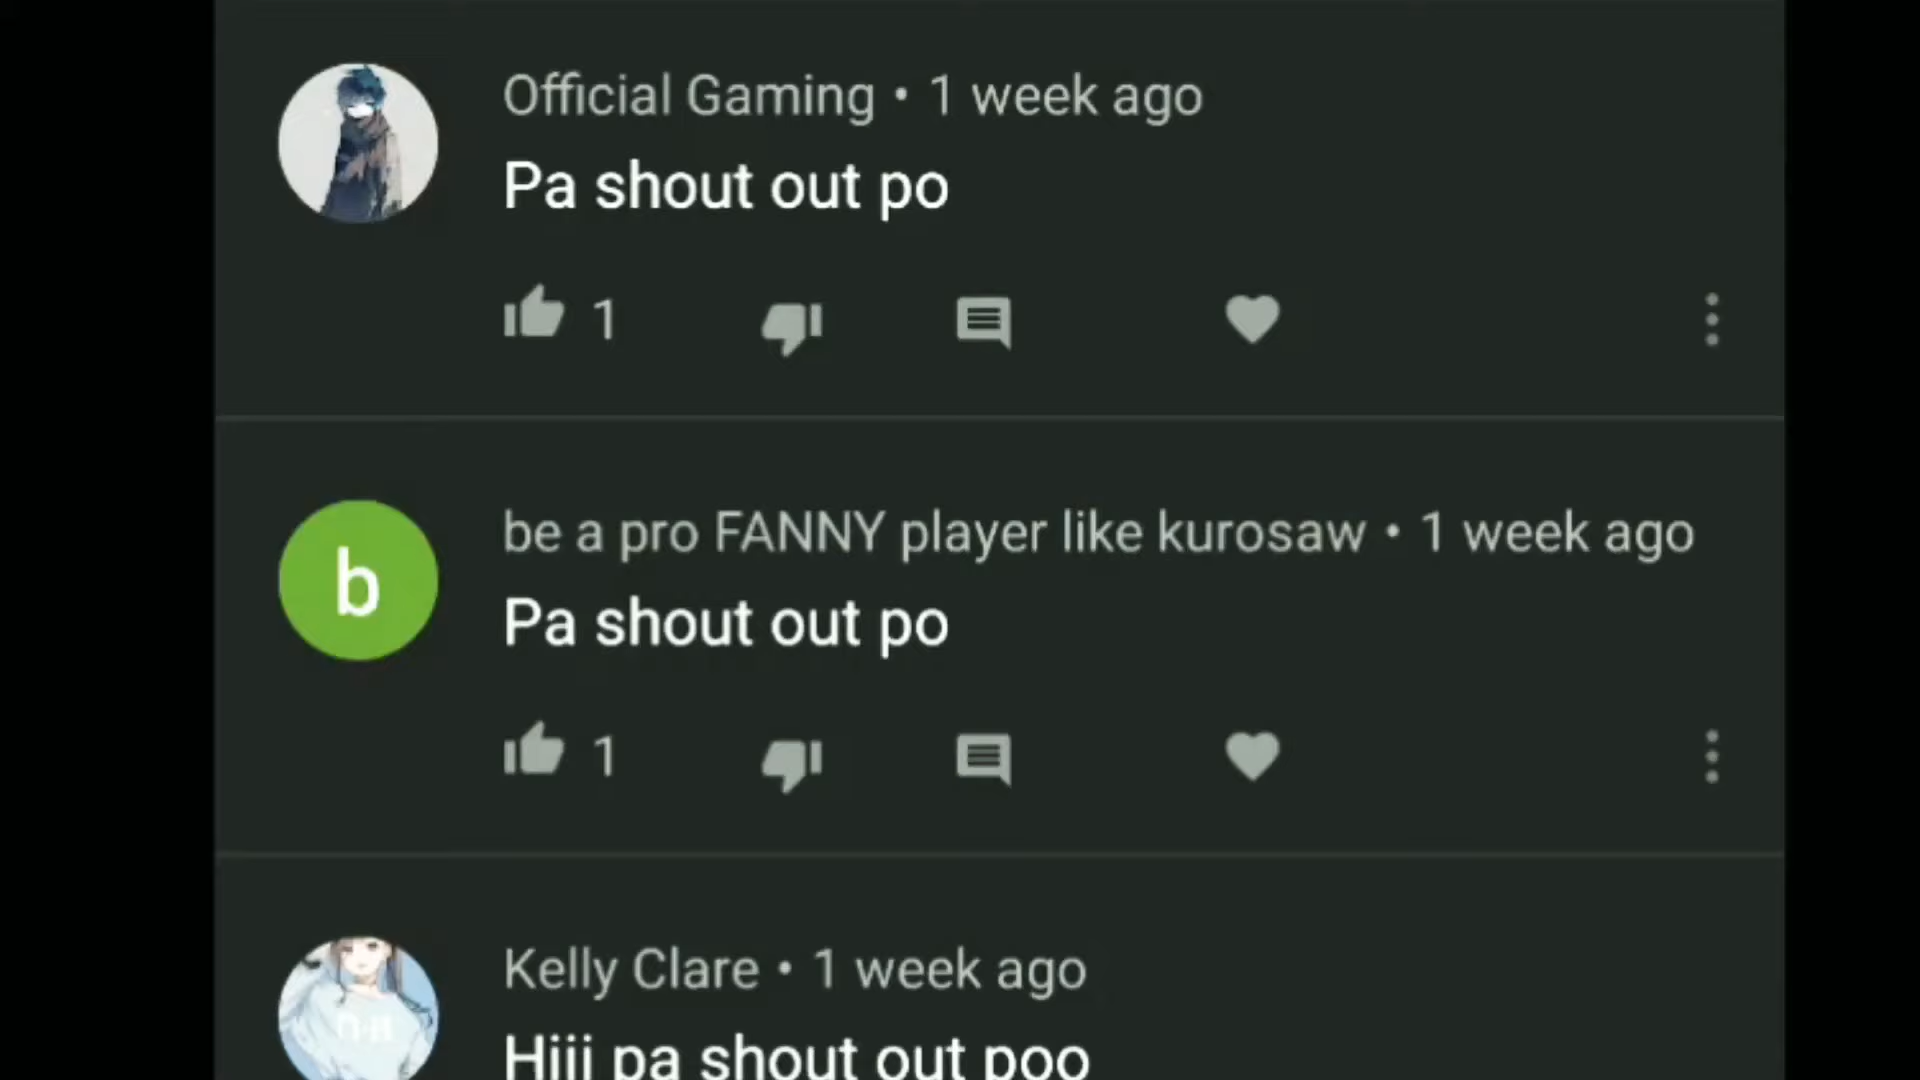 Official Gaming • 1 week ago
Pa shout out po
1
b
be a pro FANNY player like kurosaw • 1 week ago
Pa shout out po
1
Kelly Clare • 1 week ago
Hiii pa shout out poo